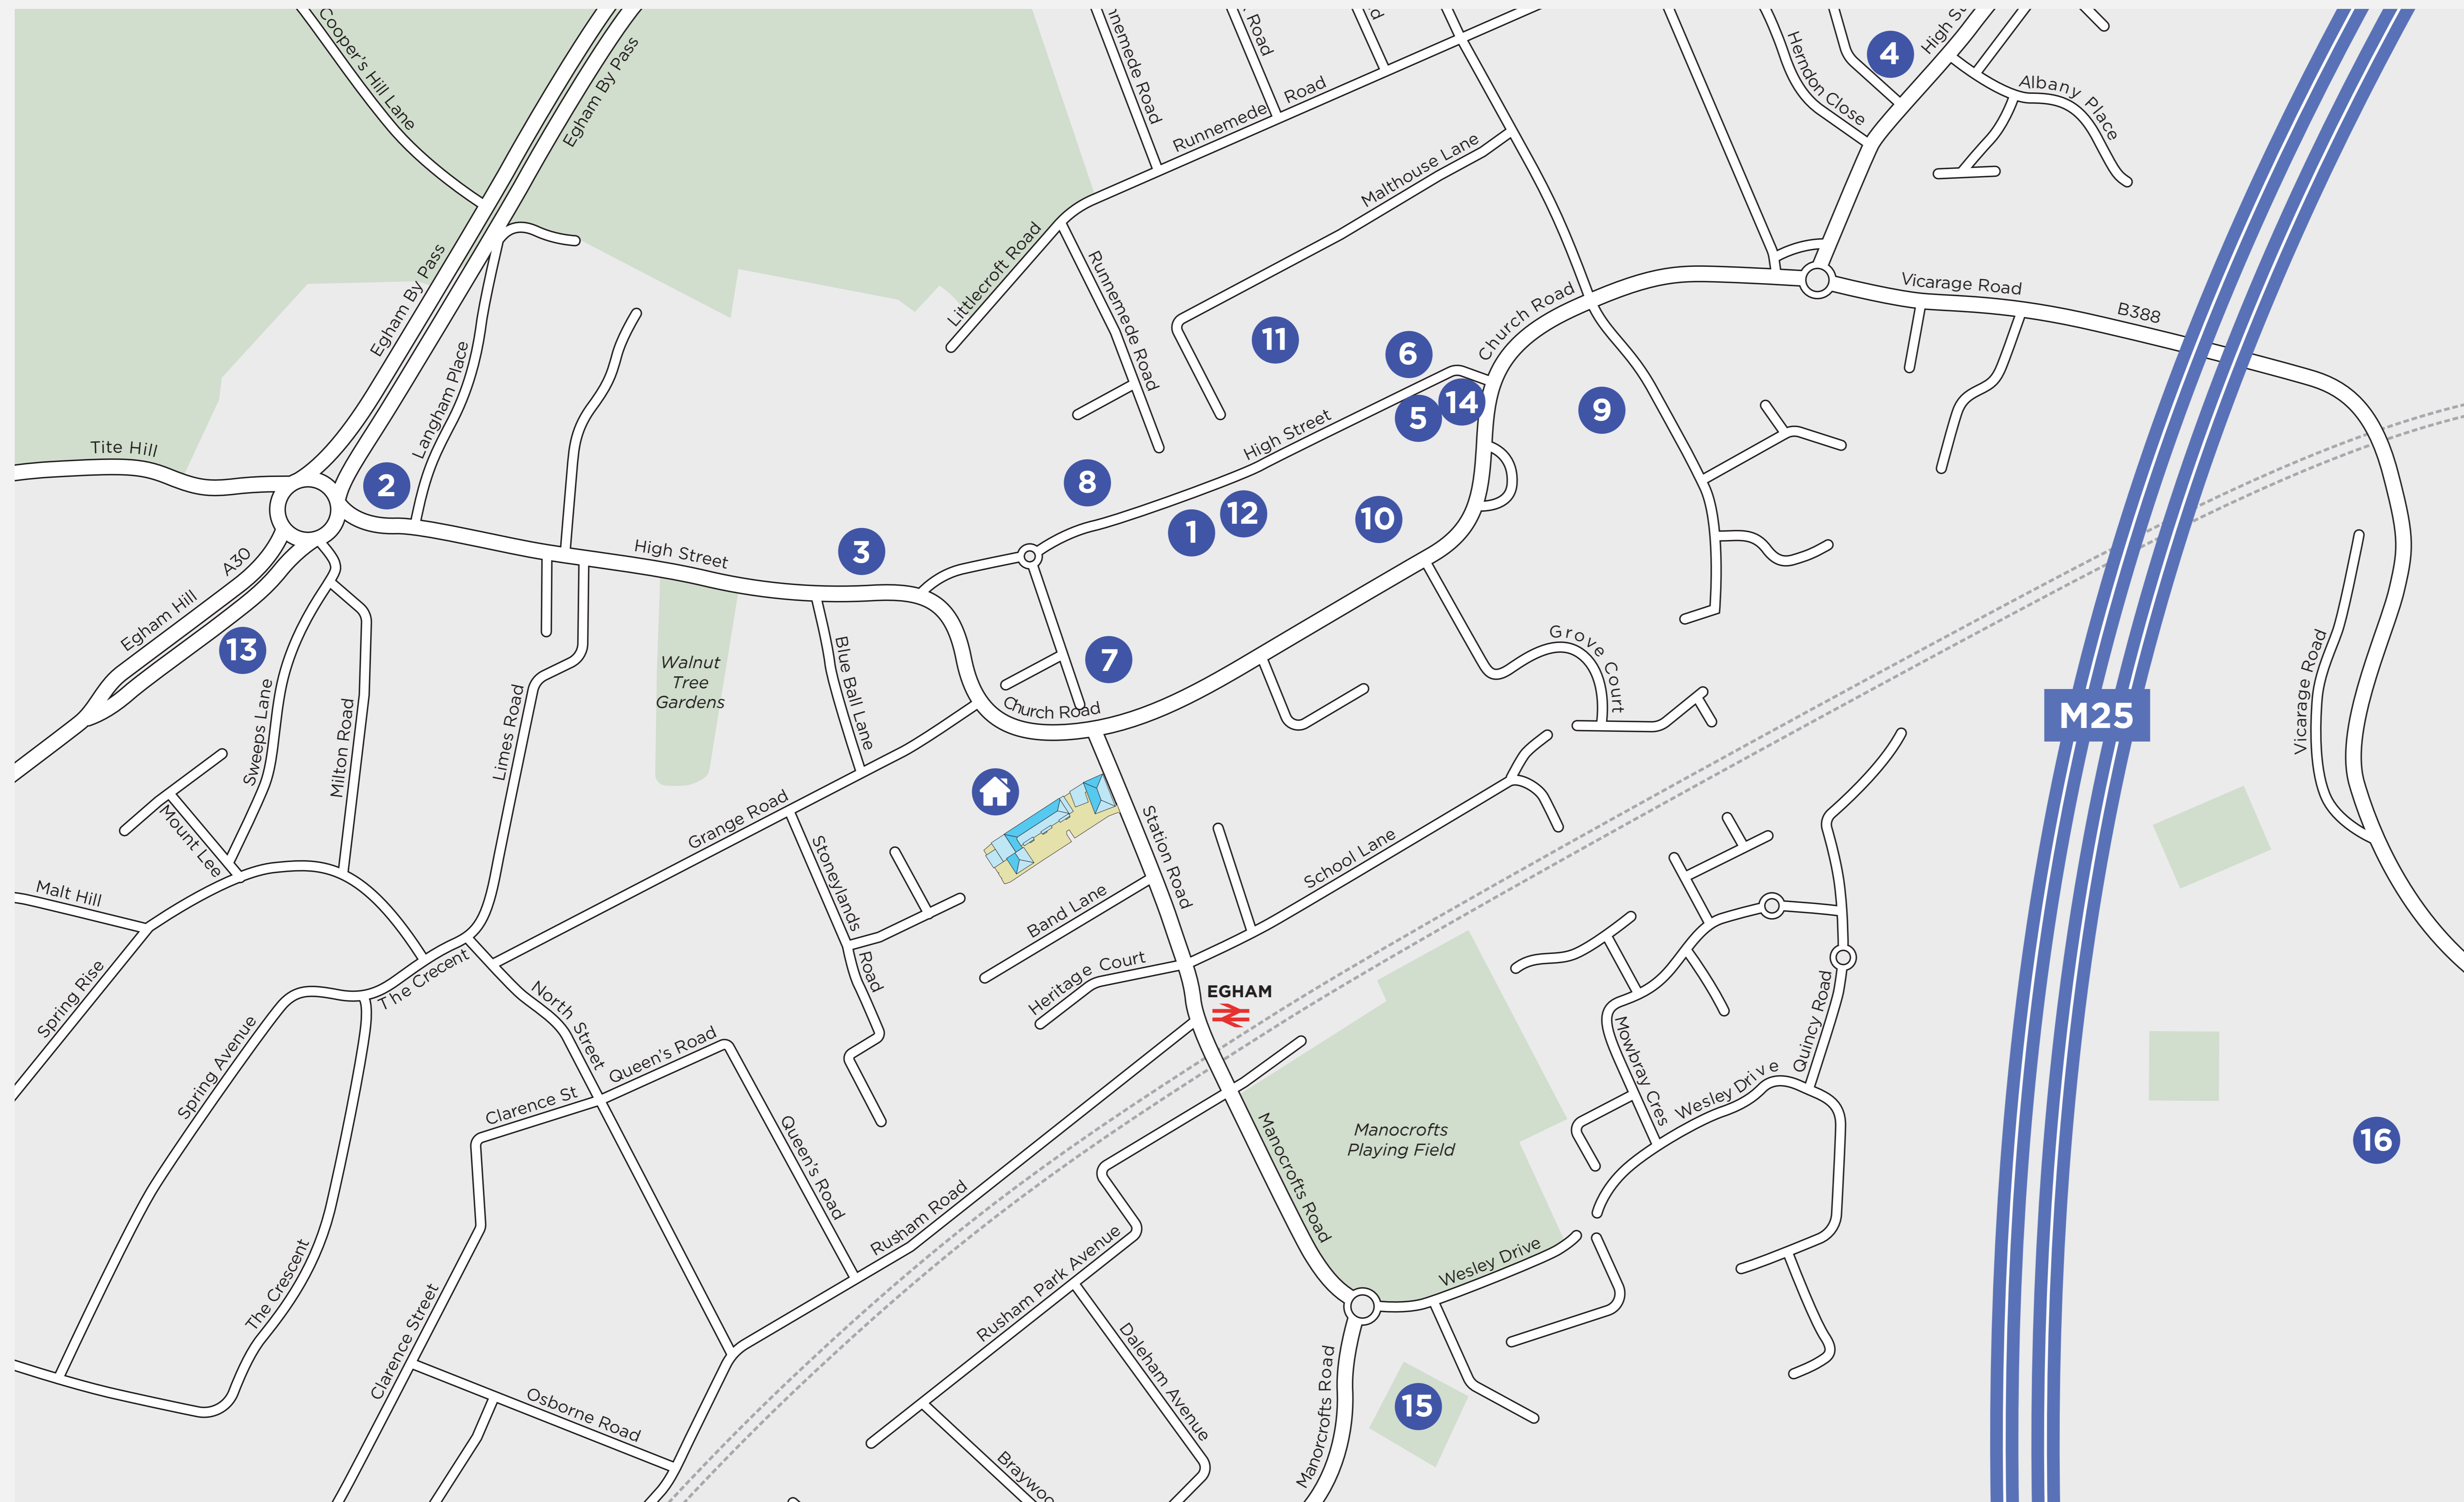 Cooper's Hill Lane
Egham By Pass
Road
Herndon Close
4
High St
Albany Place
Runnemede Road
Malthouse Lane
Egham By Pass
Littlecroft Road
Runnemede Road
Church Road
Vicarage Road
B388
11
6
14
5
9
Langham Place
Tite Hill
2
High Street
8
12
1
10
3
High Street
A30
Egham Hill
13
Sweeps Lane
Milton Road
Limes Road
Walnut
Tree
Gardens
Blue Ball Lane
7
Church Road
Grove Court
M25
Vicarage Road
Mount Lee
Grange Road
Stoneylands
Road
Station Road
Band Lane
School Lane
Malt Hill
Heritage Court
EGHAM
Spring Rise
The Crecent
North Street
Spring Avenue
Queen's Road
Clarence St
Queen's Road
Mowbray Cres
Quincy Road
Wesley Drive
Manocrofts Road
Manocrofts
Playing Field
16
Rusham Road
The Crescent
Rusham Park Avenue
Wesley Drive
Clarence Street
Daleham Avenue
Osborne Road
Manorcrofts Road
15